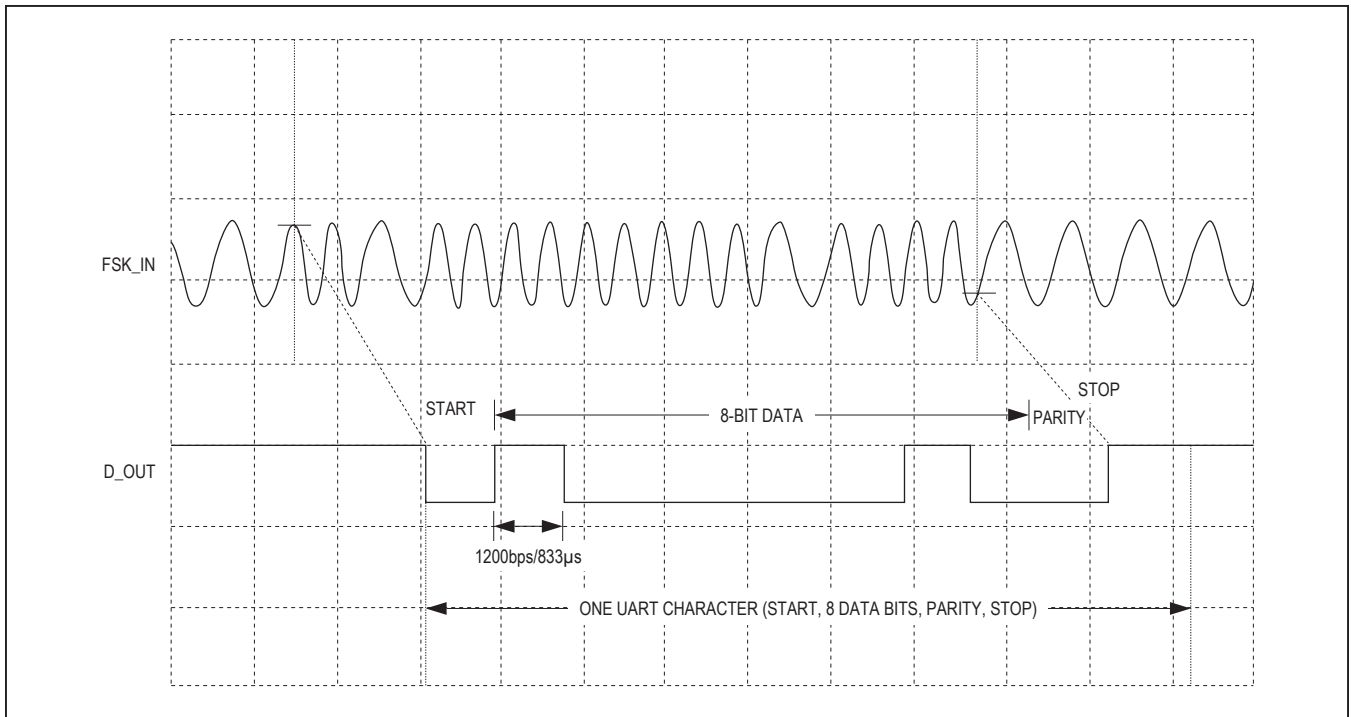 FSK_IN
STOP
START
8-BIT DATA
PARITY
D_OUT
1200bps/833µs
ONE UART CHARACTER (START, 8 DATA BITS, PARITY, STOP)